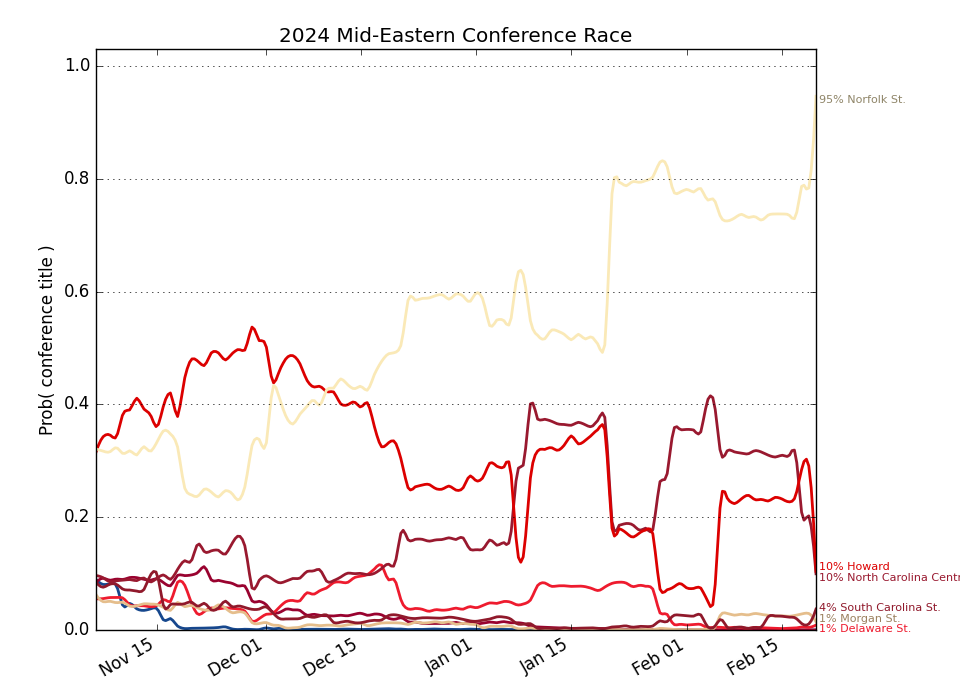 2024 Mid-Eastern Conference Race
1.0
0.8
0.6
0.4
0.2
0.0
Prob( conference title )
95% Norfolk St.
10% Howard
10% North Carolina Centr
4% South Carolina St.
1% Morgan St.
1% Delaware St.
Nov 15
Dec 01
Dec 15
Jan 01
Jan 15
Feb 01
Feb 15